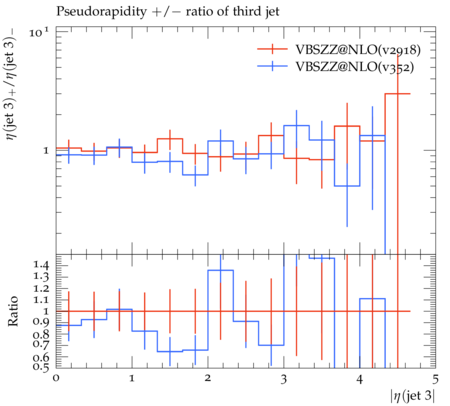 Pseudorapidity +/− ratio of third jet
η(jet 3)₊/η(jet 3)₋
10¹
1
VBSZZ@NLO(v2918)
VBSZZ@NLO(v352)
Ratio
1.4
1.3
1.2
1.1
1
0.9
0.8
0.7
0.6
0.5
0 1 2 3 4 5
|η(jet 3|